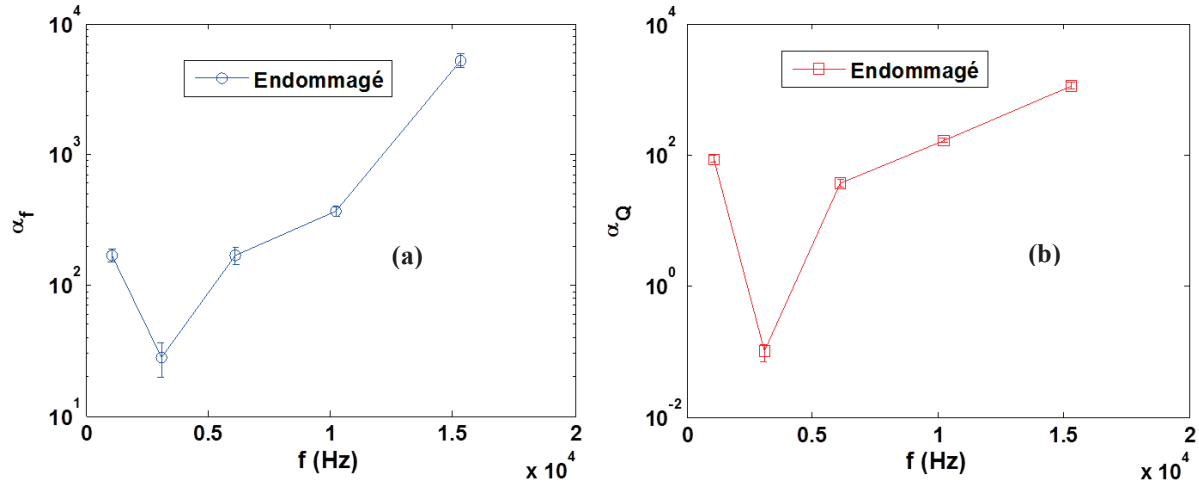 10^4
10^3
10^2
10^1
α_f
Endommagé
(a)
0 0.5 1 1.5 2
f (Hz)
x 10^4
10^4
10^2
10^0
10^-2
α_Q
Endommagé
(b)
0 0.5 1 1.5 2
f (Hz)
x 10^4